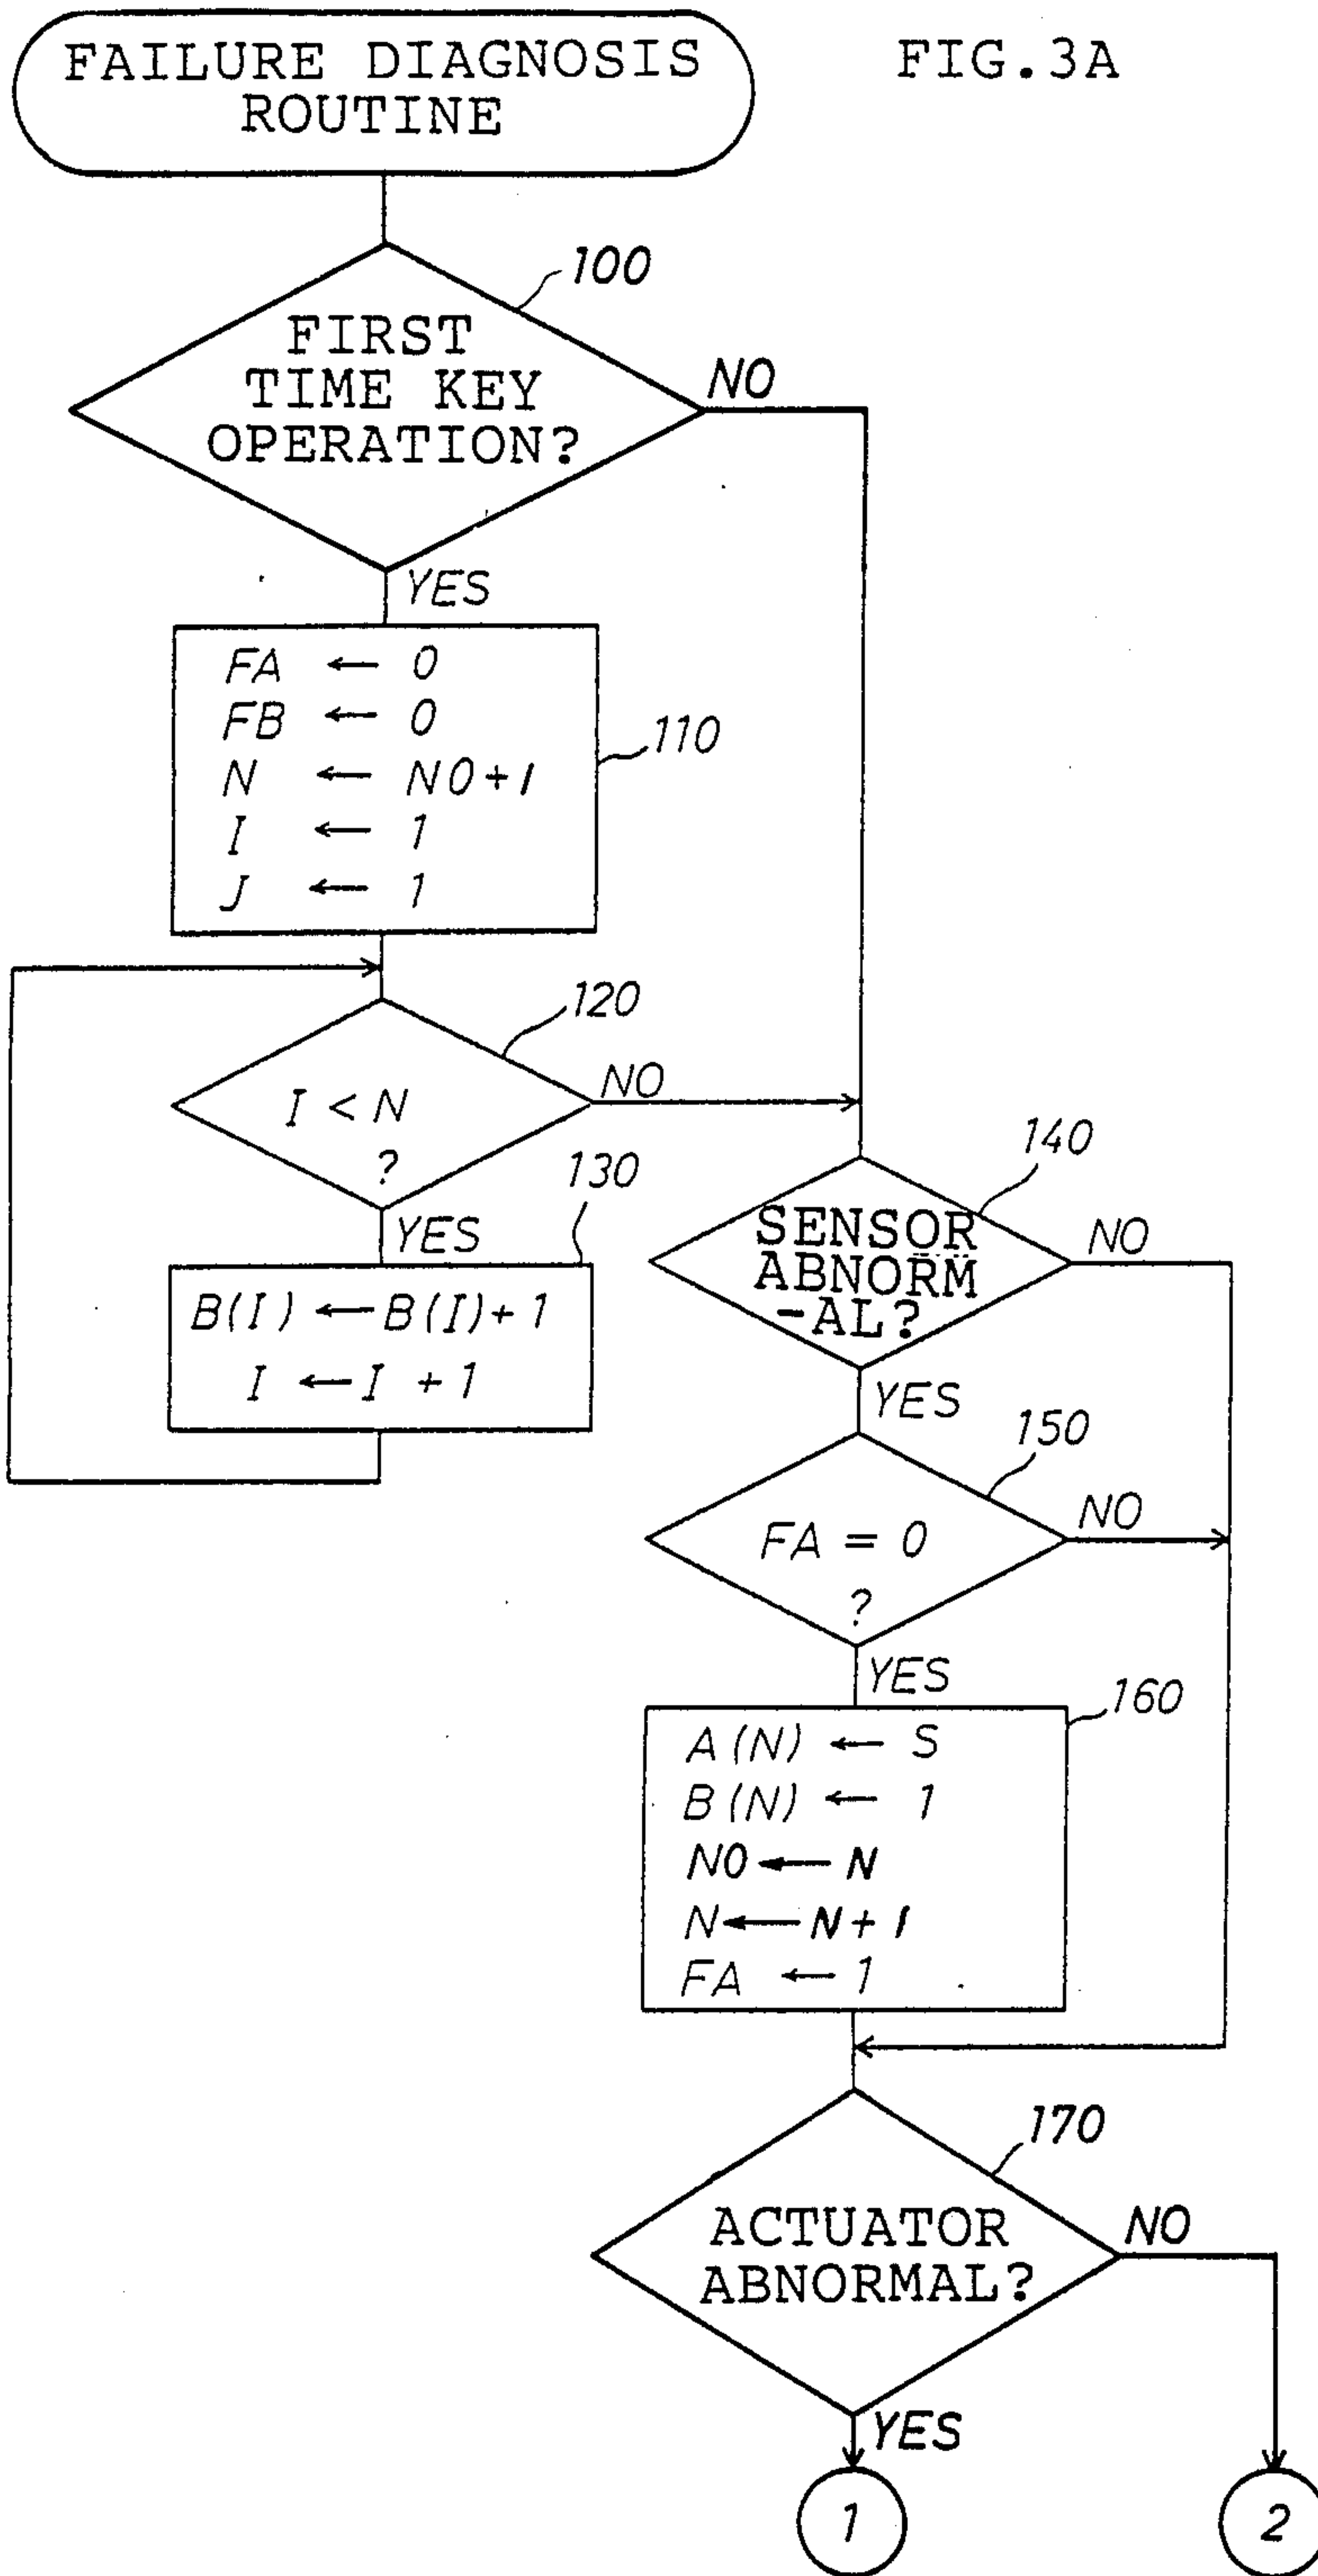 FAILURE DIAGNOSIS
ROUTINE
FIG.3A
100
FIRST
TIME KEY
OPERATION?
NO
YES
FA ← 0
FB ← 0
N ← N0+1
I ← 1
J ← 1
110
120
I < N
?
NO
YES
130
B(I) ← B(I)+1
I ← I +1
140
SENSOR
ABNORM
-AL?
NO
YES
150
FA = 0
?
NO
YES
160
A(N) ← S
B(N) ← 1
N0 ← N
N ← N+1
FA ← 1
170
ACTUATOR
ABNORMAL?
NO
YES
1
2